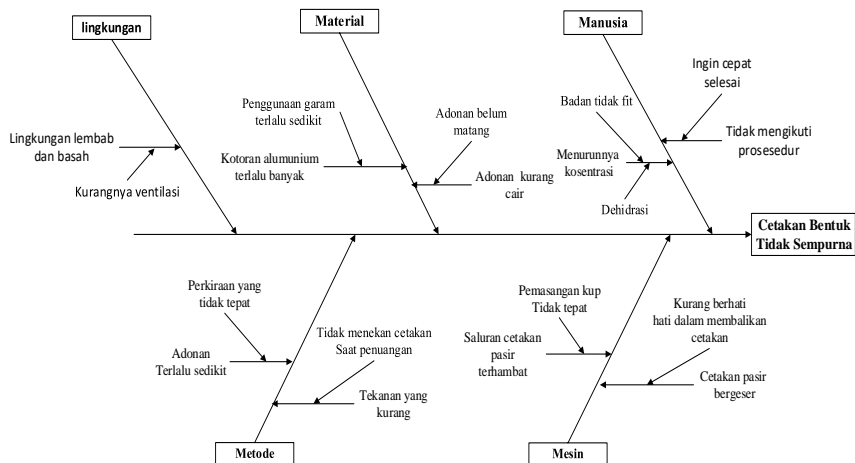 lingkungan
Material
Manusia
Ingin cepat
selesai
Penggunaan garam
terlalu sedikit
Badan tidak fit
Adonan belum
matang
Lingkungan lembab
dan basah
Tidak mengikuti
prosesedur
Kotoran alumunium
terlalu banyak
Menurunnya
kosentrasi
Kurangnya ventilasi
Adonan kurang
cair
Dehidrasi
Cetakan Bentuk
Tidak Sempurna
Perkiraan yang
tidak tepat
Pemasangan kup
Tidak tepat
Kurang berhati
hati dalam membalikan
cetakan
Tidak menekan cetakan
Saat penuangan
Saluran cetakan
pasir
terhambat
Adonan
Terlalu sedikit
Cetakan pasir
bergeser
Tekanan yang
kurang
Metode
Mesin